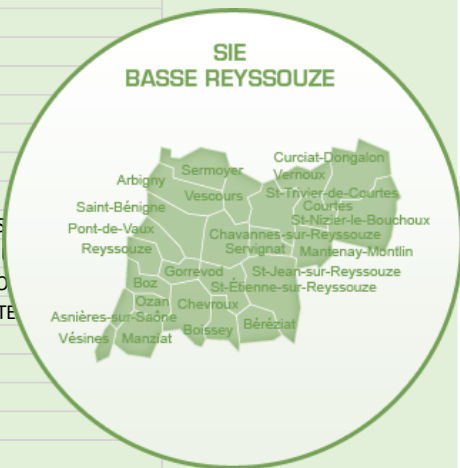 SIE
BASSE REYSSOUZE
Curciat-Dongalon
Sermoyer
Vernoux
Arbigny
Vescours
St-Trivier-de-Courtes
Courtes
Saint-Bénigne
St-Nizier-le-Bouchoux
Pont-de-Vaux
Chavannes-sur-Reyssouze
Reyssouze
Servignat
Mantenay-Montlin
Gorrevod
St-Jean-sur-Reyssouze
Boz
St-Étienne-sur-Reyssouze
Ozan
Chevroux
Asnières-sur-Saône
Boissey
Béréziat
Vésines
Manziat
S
O
TE